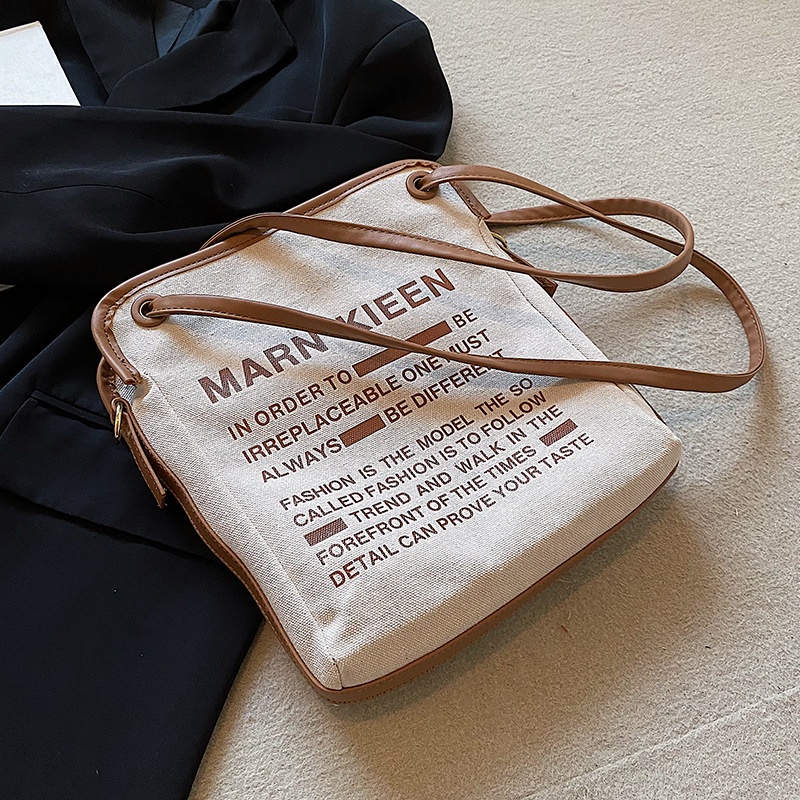 MARN KIEEN
IN ORDER TO BE
IRREPLACEABLE ONE MUST
ALWAYS BE DIFFERENT
FASHION IS THE MODEL THE SO
CALLED FASHION IS TO FOLLOW
TREND AND WALK IN THE
FOREFRONT OF THE TIMES
DETAIL CAN PROVE YOUR TASTE